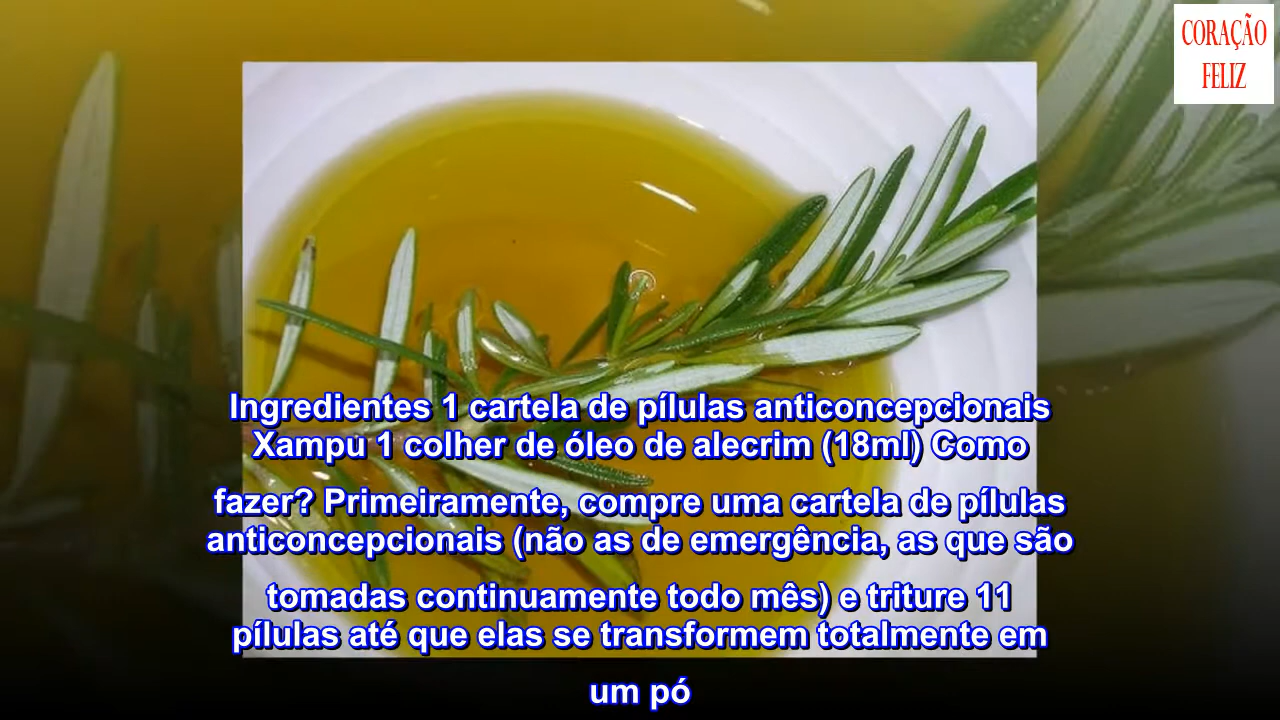 CORAÇÃO
FELIZ
Ingredientes 1 cartela de pílulas anticoncepcionais
Xampu 1 colher de óleo de alecrim (18ml) Como
fazer? Primeiramente, compre uma cartela de pílulas
anticoncepcionais (não as de emergência, as que são
tomadas continuamente todo mês) e triture 11
pílulas até que elas se transformem totalmente em
um pó